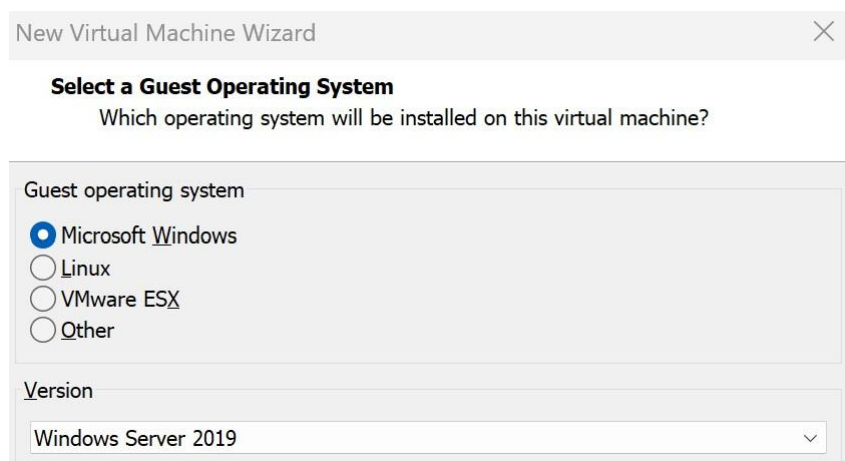 New Virtual Machine Wizard
Select a Guest Operating System
Which operating system will be installed on this virtual machine?
Guest operating system
Microsoft Windows
Linux
VMware ESX
Other
Version
Windows Server 2019